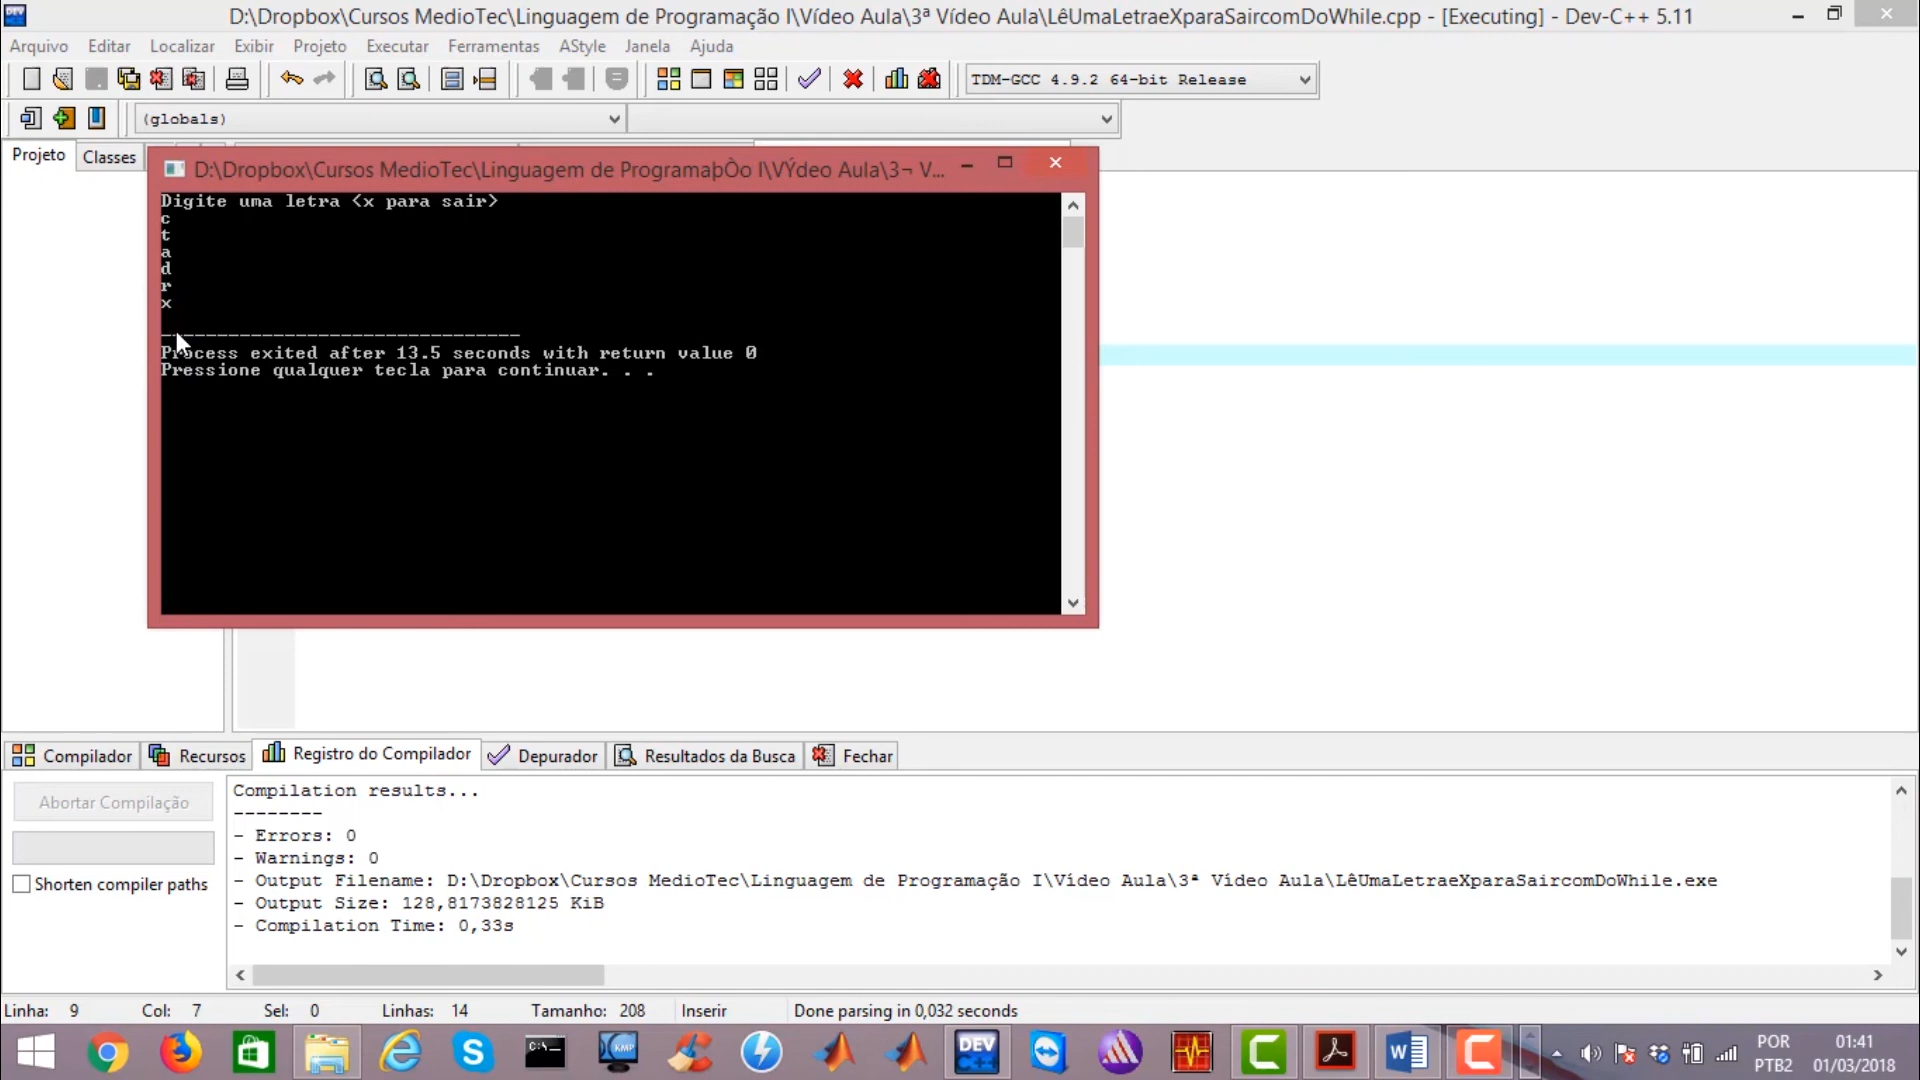 D:\Dropbox\Cursos MedioTec\Linguagem de Programação I\Vídeo Aula\3ª Vídeo Aula\LêUmaLetraeXparaSaircomDoWhile.cpp - [Executing] - Dev-C++ 5.11
Arquivo Editar Localizar Exibir Projeto Executar Ferramentas AStyle Janela Ajuda
TDM-GCC 4.9.2 64-bit Release
(globals)
Projeto Classes
D:\Dropbox\Cursos MedioTec\Linguagem de ProgramaþÒo I\VÝdeo Aula\3¬ V...
Digite uma letra <x para sair>
c
t
a
d
r
x
--------------------------------
Process exited after 13.5 seconds with return value 0
Pressione qualquer tecla para continuar. . .
Compilador Recursos Registro do Compilador Depurador Resultados da Busca Fechar
Abortar Compilação
Shorten compiler paths
Compilation results...
--------
- Errors: 0
- Warnings: 0
- Output Filename: D:\Dropbox\Cursos MedioTec\Linguagem de Programação I\Vídeo Aula\3ª Vídeo Aula\LêUmaLetraeXparaSaircomDoWhile.exe
- Output Size: 128,8173828125 KiB
- Compilation Time: 0,33s
Linha: 9 Col: 7 Sel: 0 Linhas: 14 Tamanho: 208 Inserir Done parsing in 0,032 seconds
POR 01:41
PTB2 01/03/2018